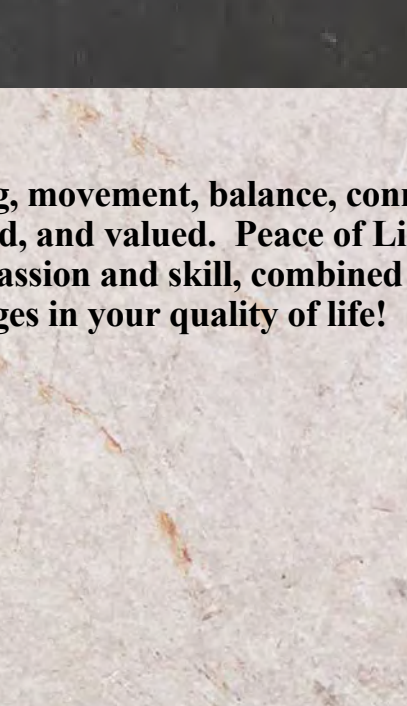 g, movement, balance, conn
d, and valued.  Peace of Li
assion and skill, combined
ges in your quality of life!